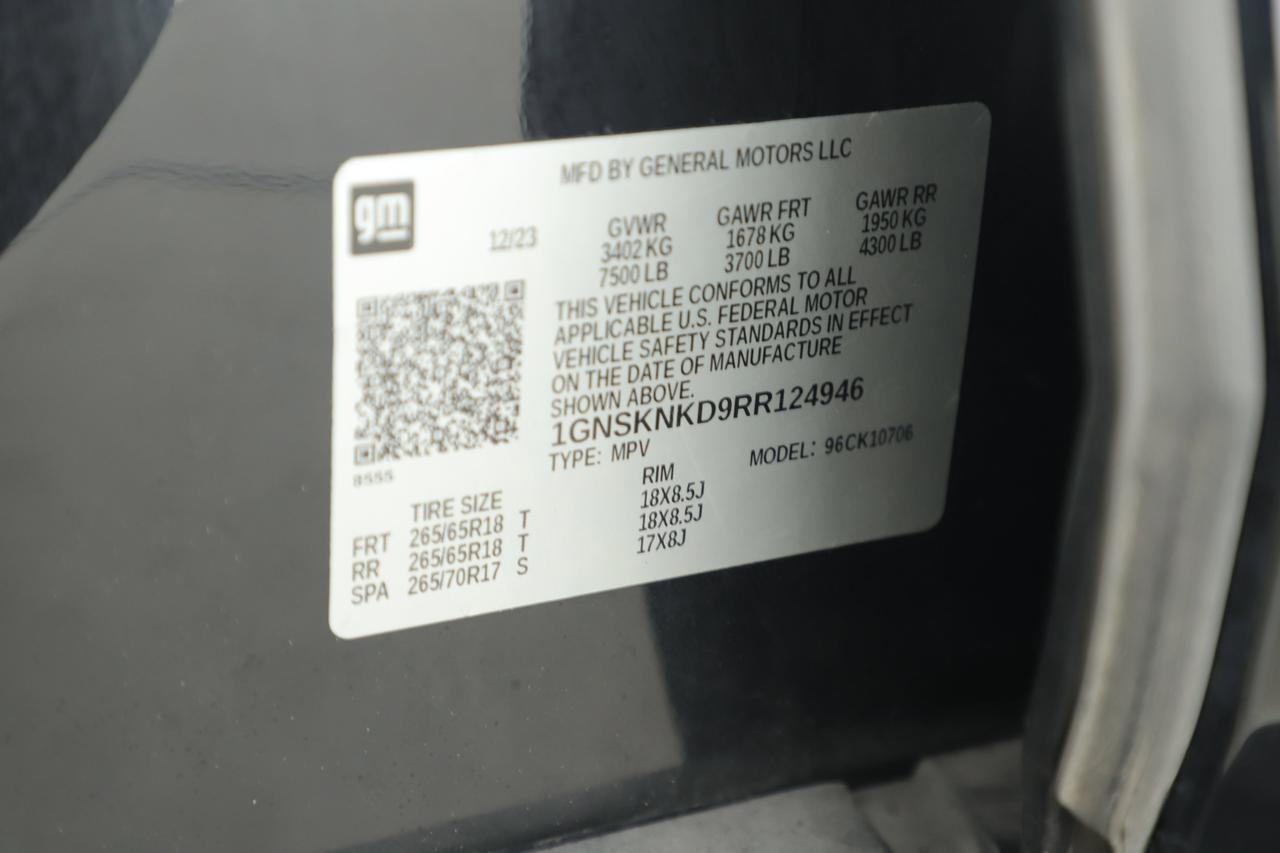 MFD BY GENERAL MOTORS LLC
gm
12/23 GVWR GAWR FRT GAWR RR
3402 KG 1678 KG 1950 KG
7500 LB 3700 LB 4300 LB
THIS VEHICLE CONFORMS TO ALL
APPLICABLE U.S. FEDERAL MOTOR
VEHICLE SAFETY STANDARDS IN EFFECT
ON THE DATE OF MANUFACTURE
SHOWN ABOVE.
1GNSKNKD9RR124946
TYPE: MPV MODEL: 96CK10706
8555
TIRE SIZE RIM
FRT 265/65R18 T 18X8.5J
RR 265/65R18 T 18X8.5J
SPA 265/70R17 S 17X8J